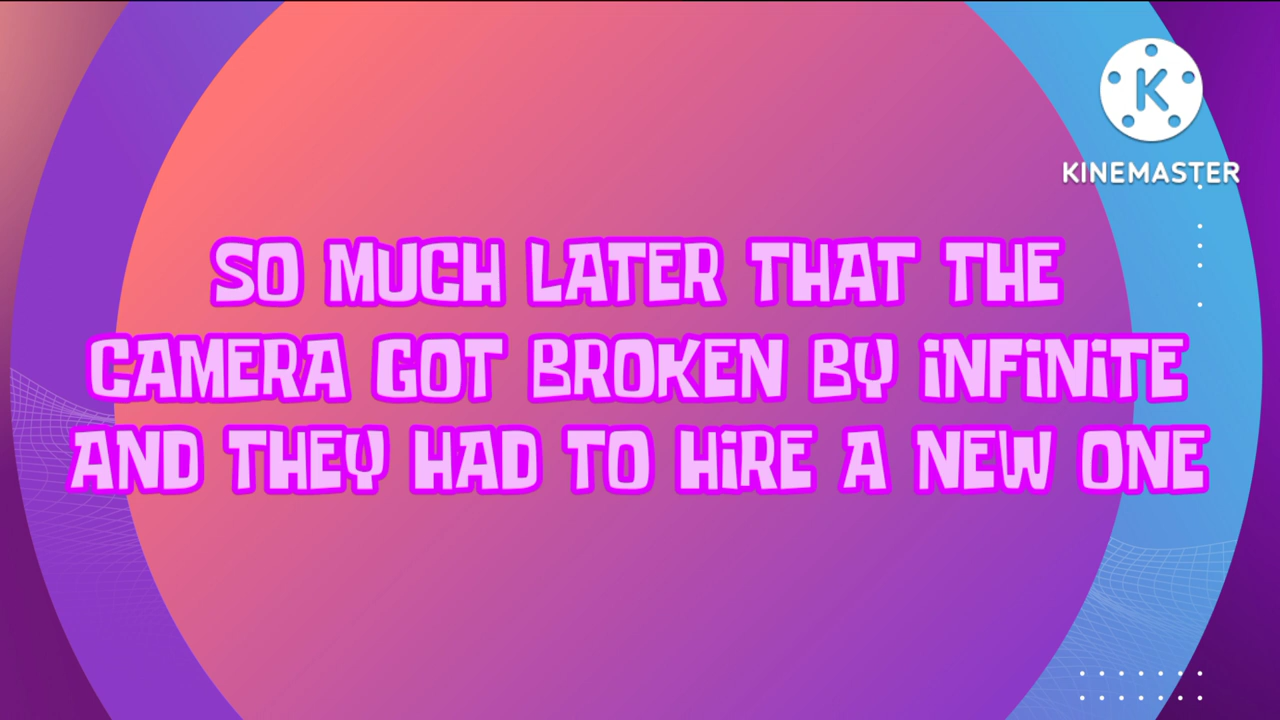 K
KINEMASTER
SO MUCH LATER THAT THE
CAMERA GOT BROKEN BY iNFiNiTE
AND THEY HAD TO HiRE A NEW ONE